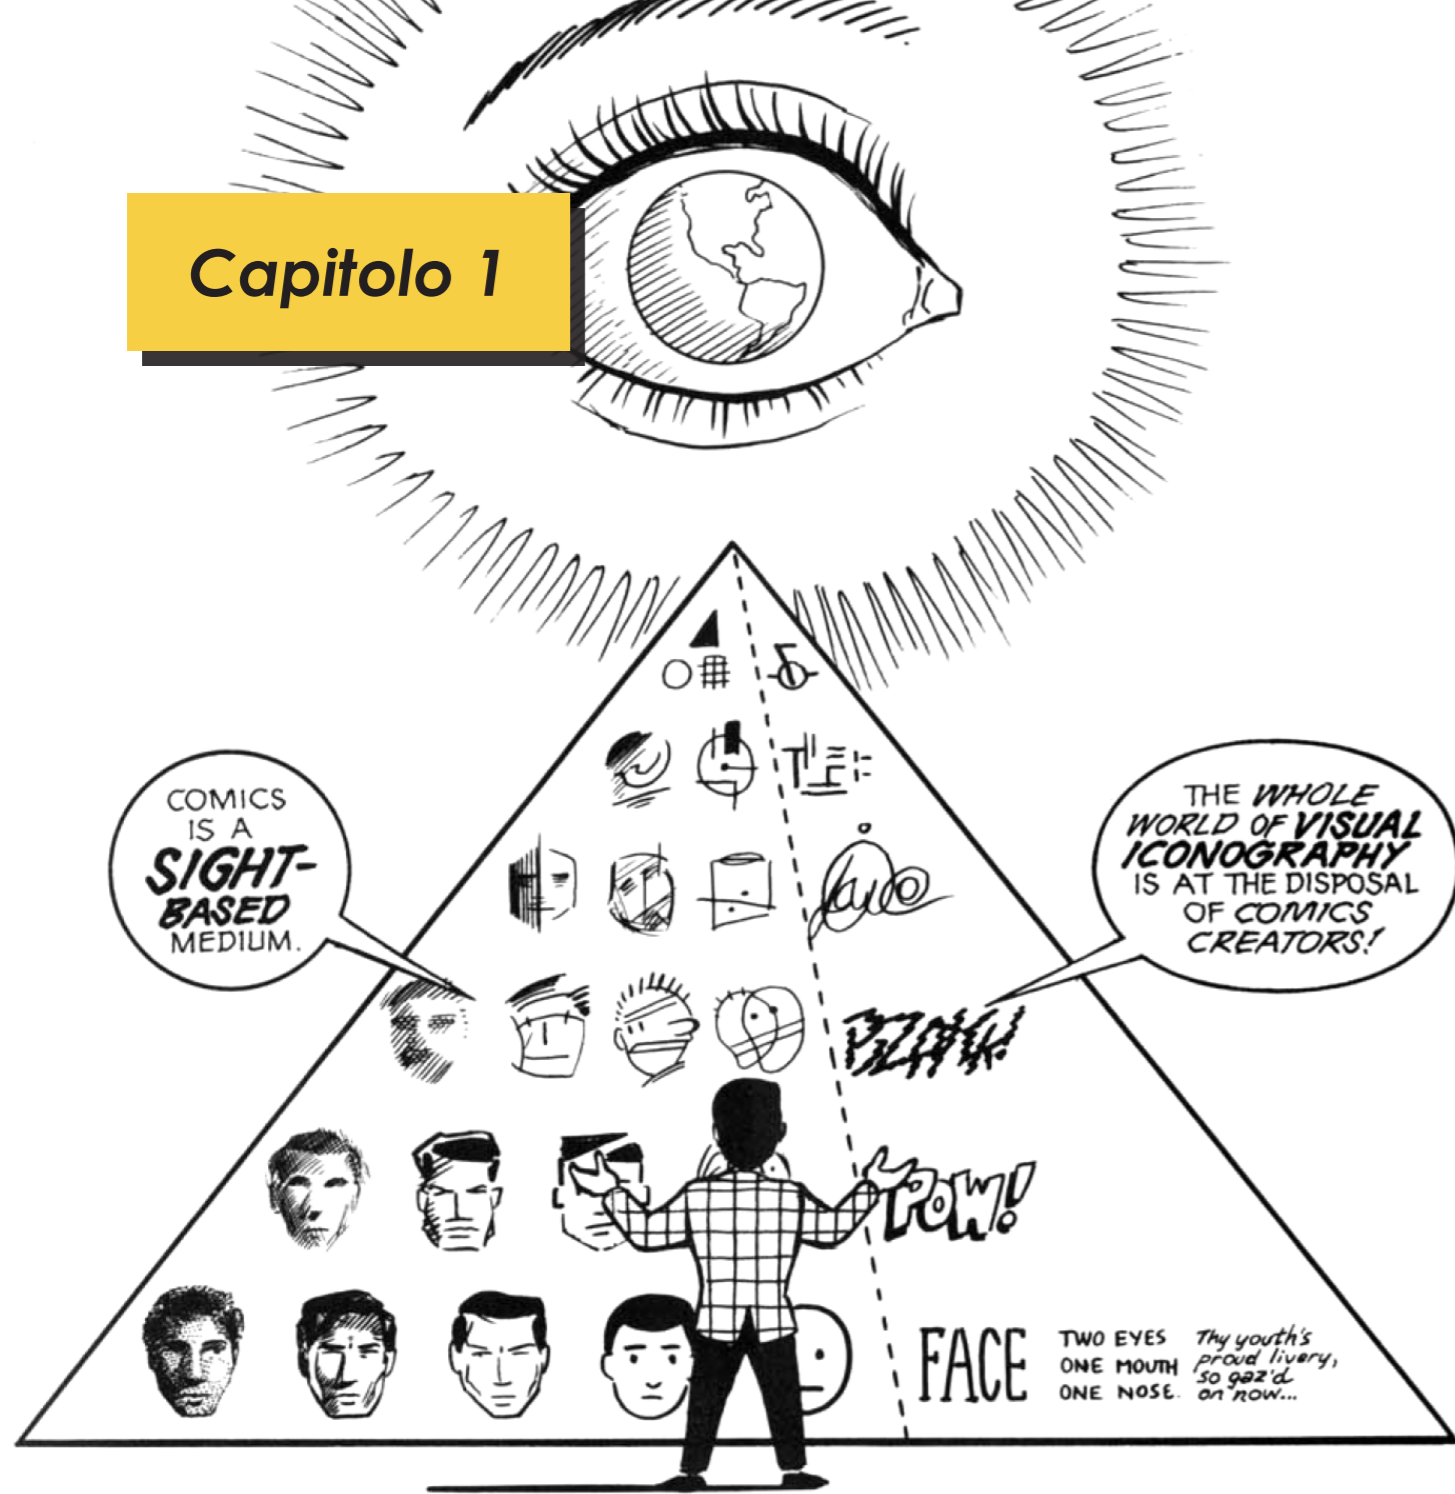 Capitolo 1
COMICS
IS A
SIGHT-
BASED
MEDIUM.
THE WHOLE
WORLD OF VISUAL
ICONOGRAPHY
IS AT THE DISPOSAL
OF COMICS
CREATORS!
POW!
FACE
TWO EYES
ONE MOUTH
ONE NOSE.
Thy youth's
proud livery,
so gaz'd
on now...